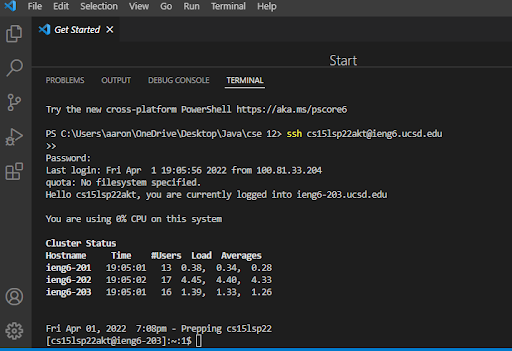 File Edit Selection View Go Run Terminal Help
Get Started
Start
PROBLEMS OUTPUT DEBUG CONSOLE TERMINAL
Try the new cross-platform PowerShell https://aka.ms/pscore6
PS C:\Users\aaron\OneDrive\Desktop\Java\cse 12> ssh cs15lsp22akt@ieng6.ucsd.edu
>>
Password:
Last login: Fri Apr  1 19:05:56 2022 from 100.81.33.204
quota: No filesystem specified.
Hello cs15lsp22akt, you are currently logged into ieng6-203.ucsd.edu
You are using 0% CPU on this system
Cluster Status
Hostname     Time    #Users  Load  Averages
ieng6-201   19:05:01   13  0.38,  0.34,  0.28
ieng6-202   19:05:02   17  4.45,  4.40,  4.33
ieng6-203   19:05:01   16  1.39,  1.33,  1.26
Fri Apr 01, 2022  7:08pm - Prepping cs15lsp22
[cs15lsp22akt@ieng6-203]:~:1$